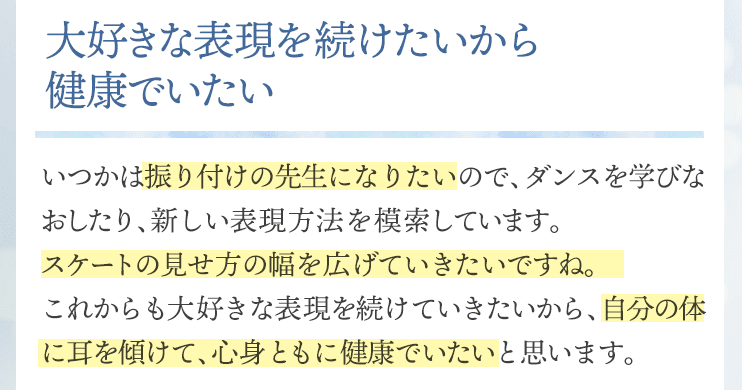 大好きな表現を続けたいから
健康でいたい
いつかは振り付けの先生になりたいので、ダンスを学びな
おしたり、新しい表現方法を模索しています。
スケートの見せ方の幅を広げていきたいですね。
これからも大好きな表現を続けていきたいから、自分の体
に耳を傾けて、心身ともに健康でいたいと思います。